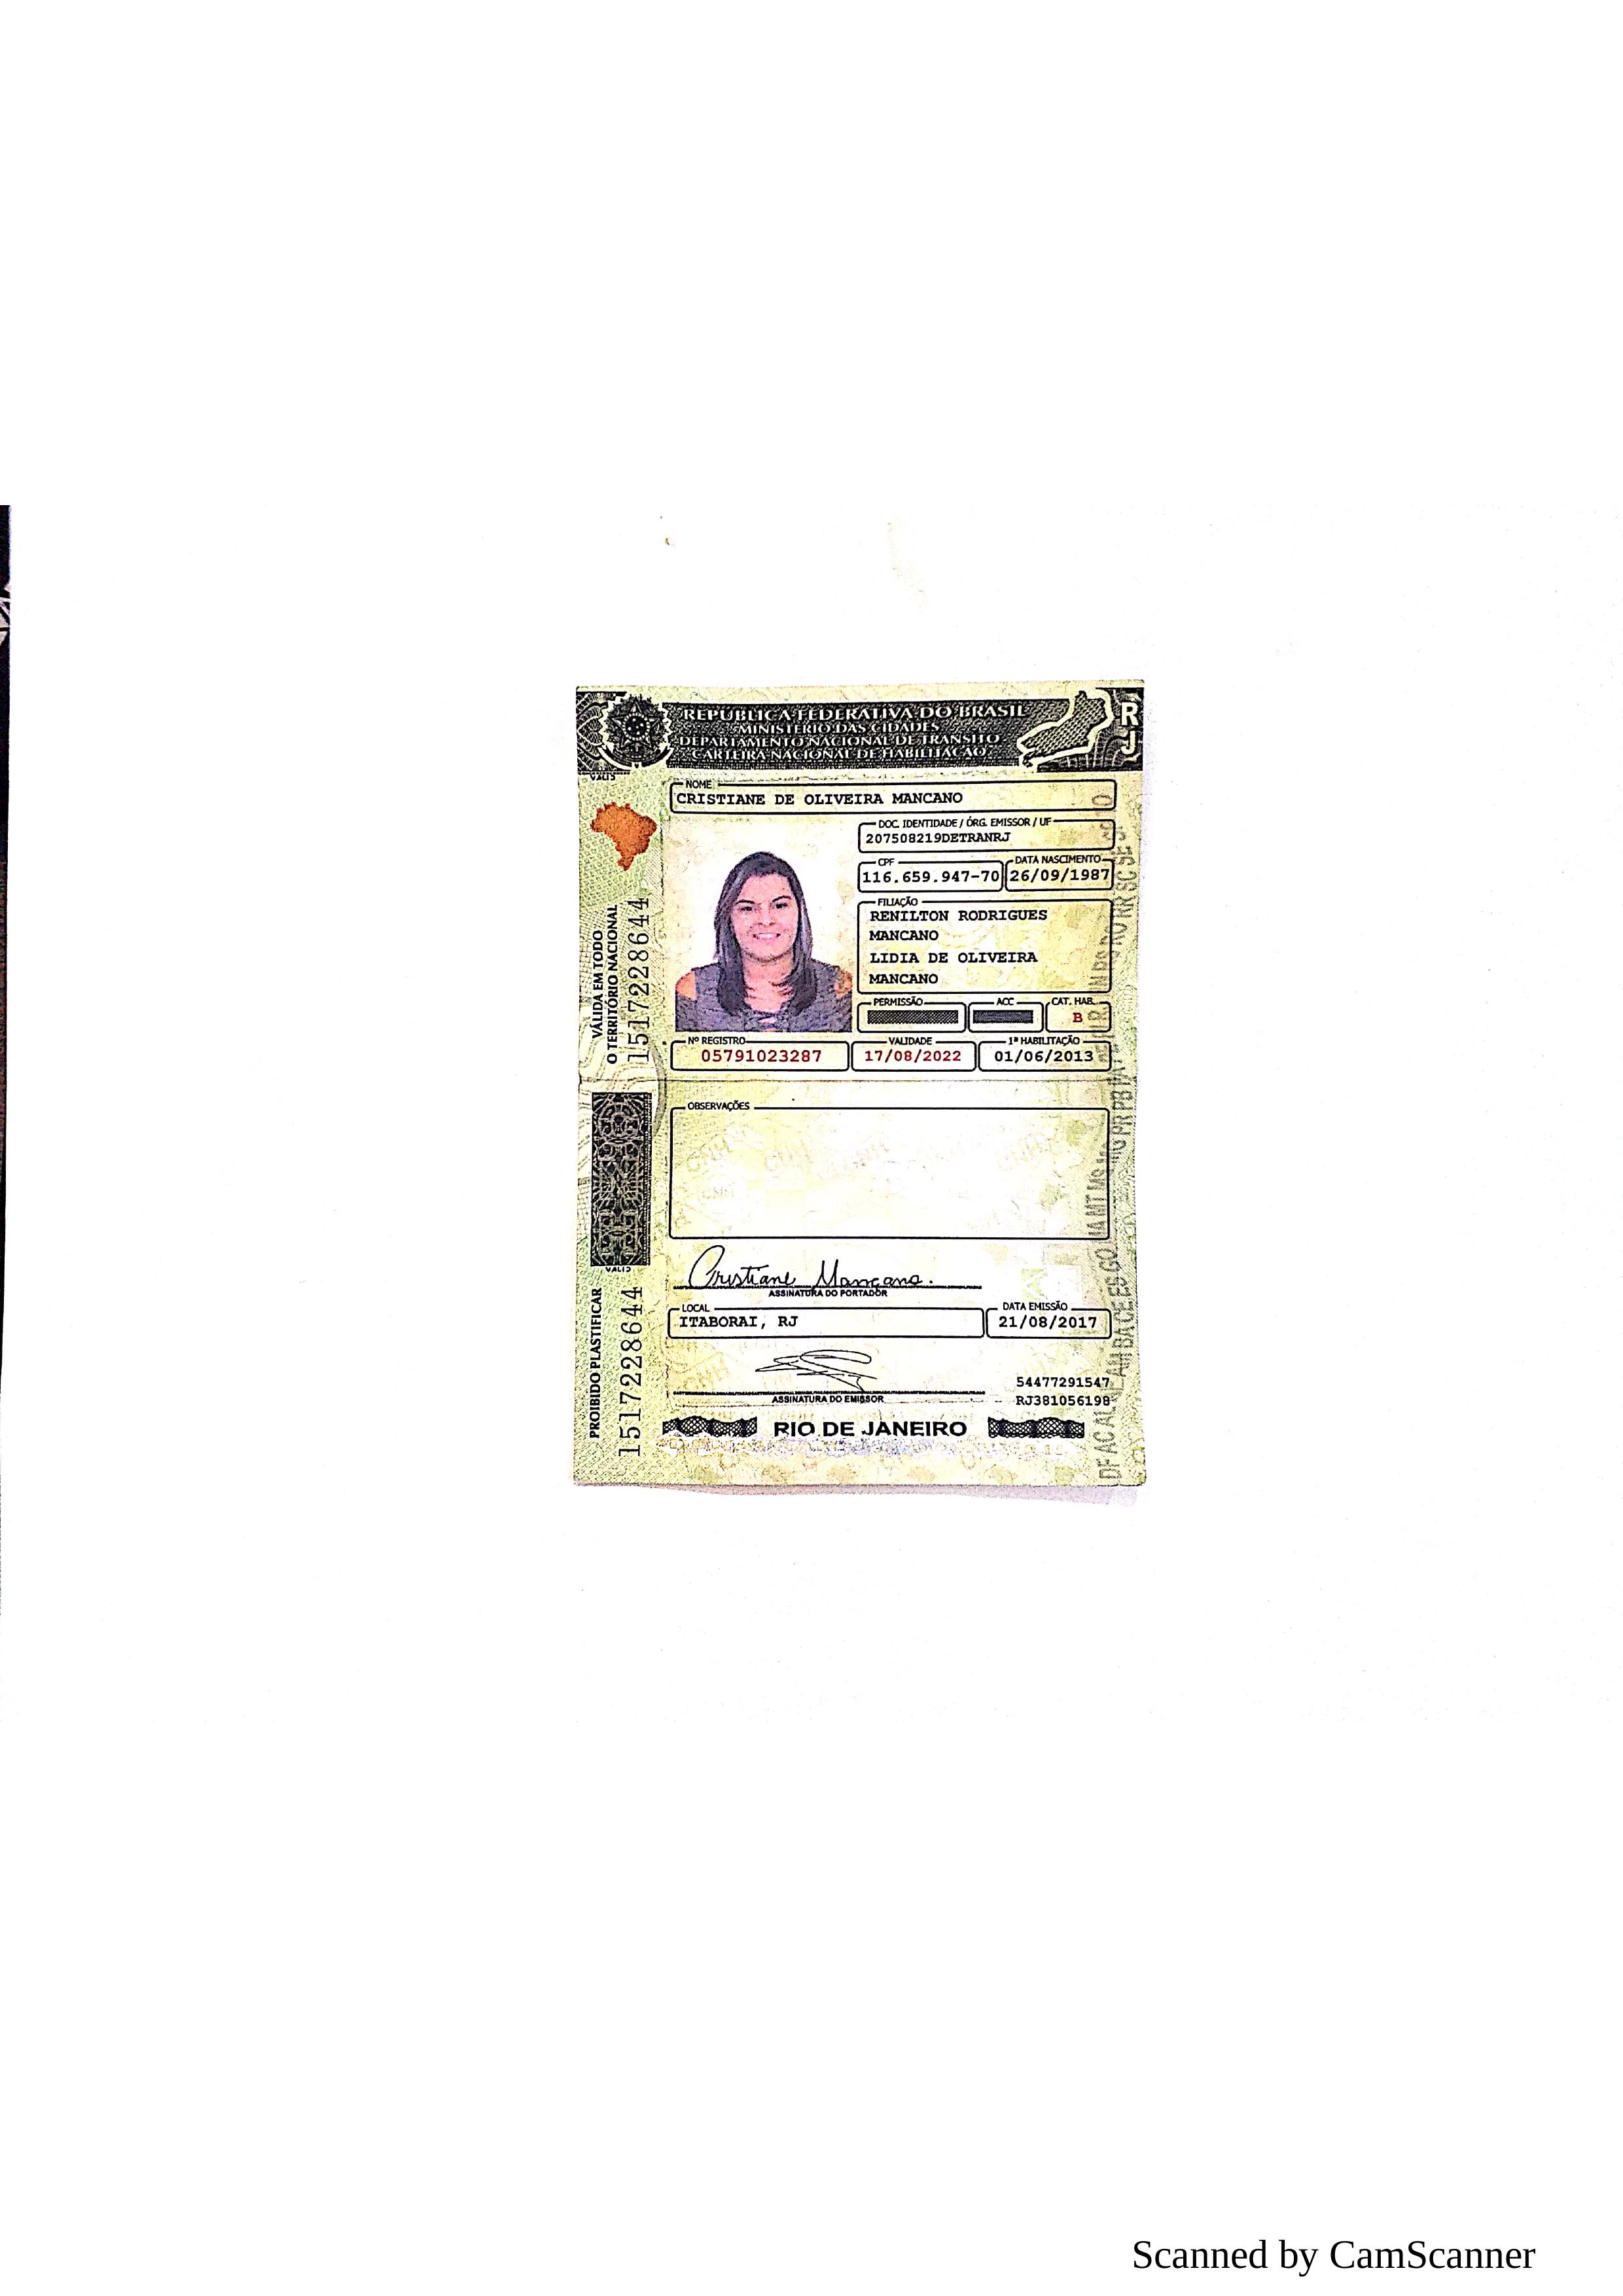 REPÚBLICA FEDERATIVA DO BRASIL
MINISTÉRIO DAS CIDADES
DEPARTAMENTO NACIONAL DE TRÂNSITO
CARTEIRA NACIONAL DE HABILITAÇÃO
RJ
NOME
CRISTIANE DE OLIVEIRA MANCANO
DOC. IDENTIDADE / ÓRG. EMISSOR / UF
207508219DETRANRJ
CPF
116.659.947-70
DATA NASCIMENTO
26/09/1987
FILIAÇÃO
RENILTON RODRIGUES
MANCANO
LIDIA DE OLIVEIRA
MANCANO
PERMISSÃO
ACC
CAT. HAB.
B
Nº REGISTRO
05791023287
VALIDADE
17/08/2022
1ª HABILITAÇÃO
01/06/2013
VÁLIDA EM TODO
O TERRITÓRIO NACIONAL
1517228644
OBSERVAÇÕES
Cristiane Mancano.
ASSINATURA DO PORTADOR
LOCAL
ITABORAI, RJ
DATA EMISSÃO
21/08/2017
ASSINATURA DO EMISSOR
54477291547
RJ381056198
PROIBIDO PLASTIFICAR
1517228644
RIO DE JANEIRO
Scanned by CamScanner